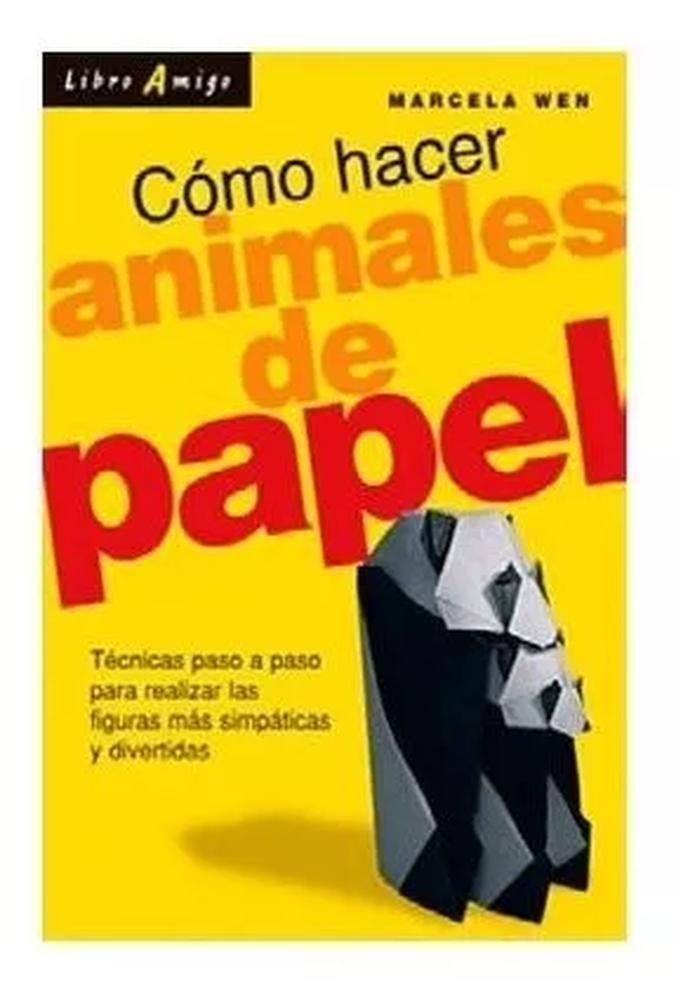 Libro Amigo
MARCELA WEN
Cómo hacer
animales
de
papel
Técnicas paso a paso
para realizar las
figuras más simpáticas
y divertidas